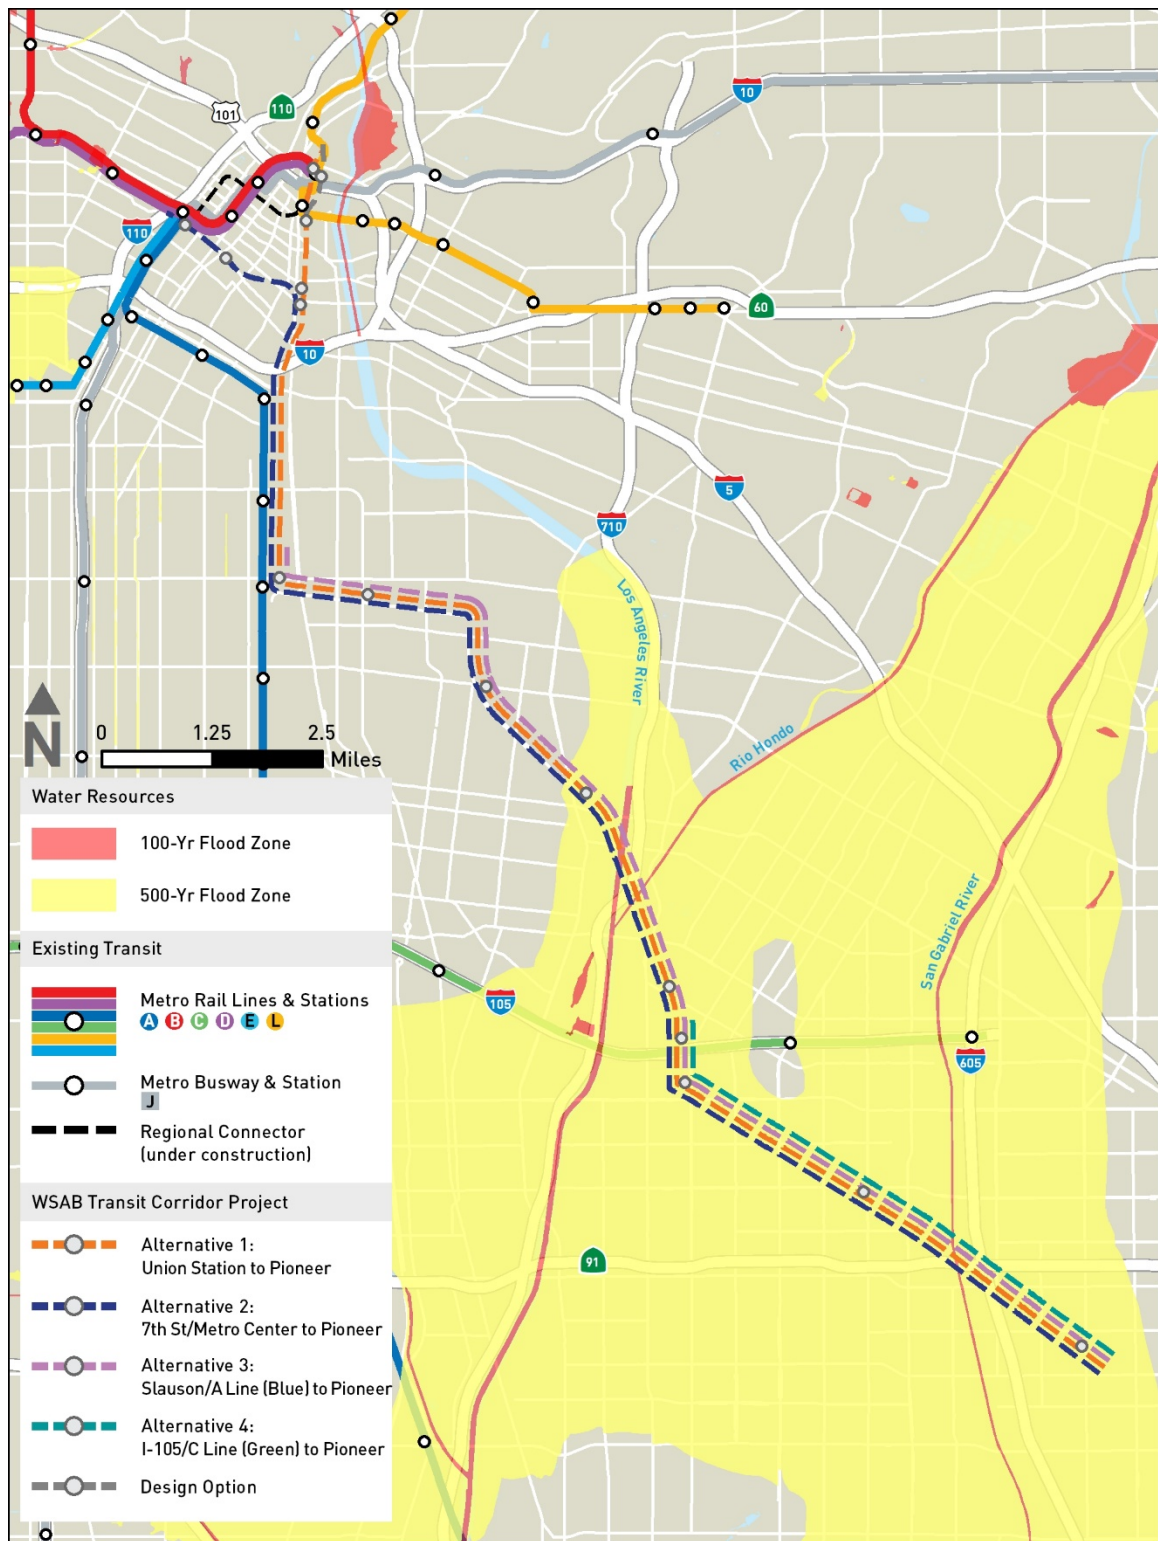 101
110
10
110
60
10
5
710
Los Angeles River
N
0 1.25 2.5
Miles
Rio Hondo
Water Resources
100-Yr Flood Zone
500-Yr Flood Zone
San Gabriel River
Existing Transit
105
Metro Rail Lines & Stations
A B C D E L
605
Metro Busway & Station
J
Regional Connector
(under construction)
WSAB Transit Corridor Project
Alternative 1:
Union Station to Pioneer
91
Alternative 2:
7th St/Metro Center to Pioneer
Alternative 3:
Slauson/A Line (Blue) to Pioneer
Alternative 4:
I-105/C Line (Green) to Pioneer
Design Option